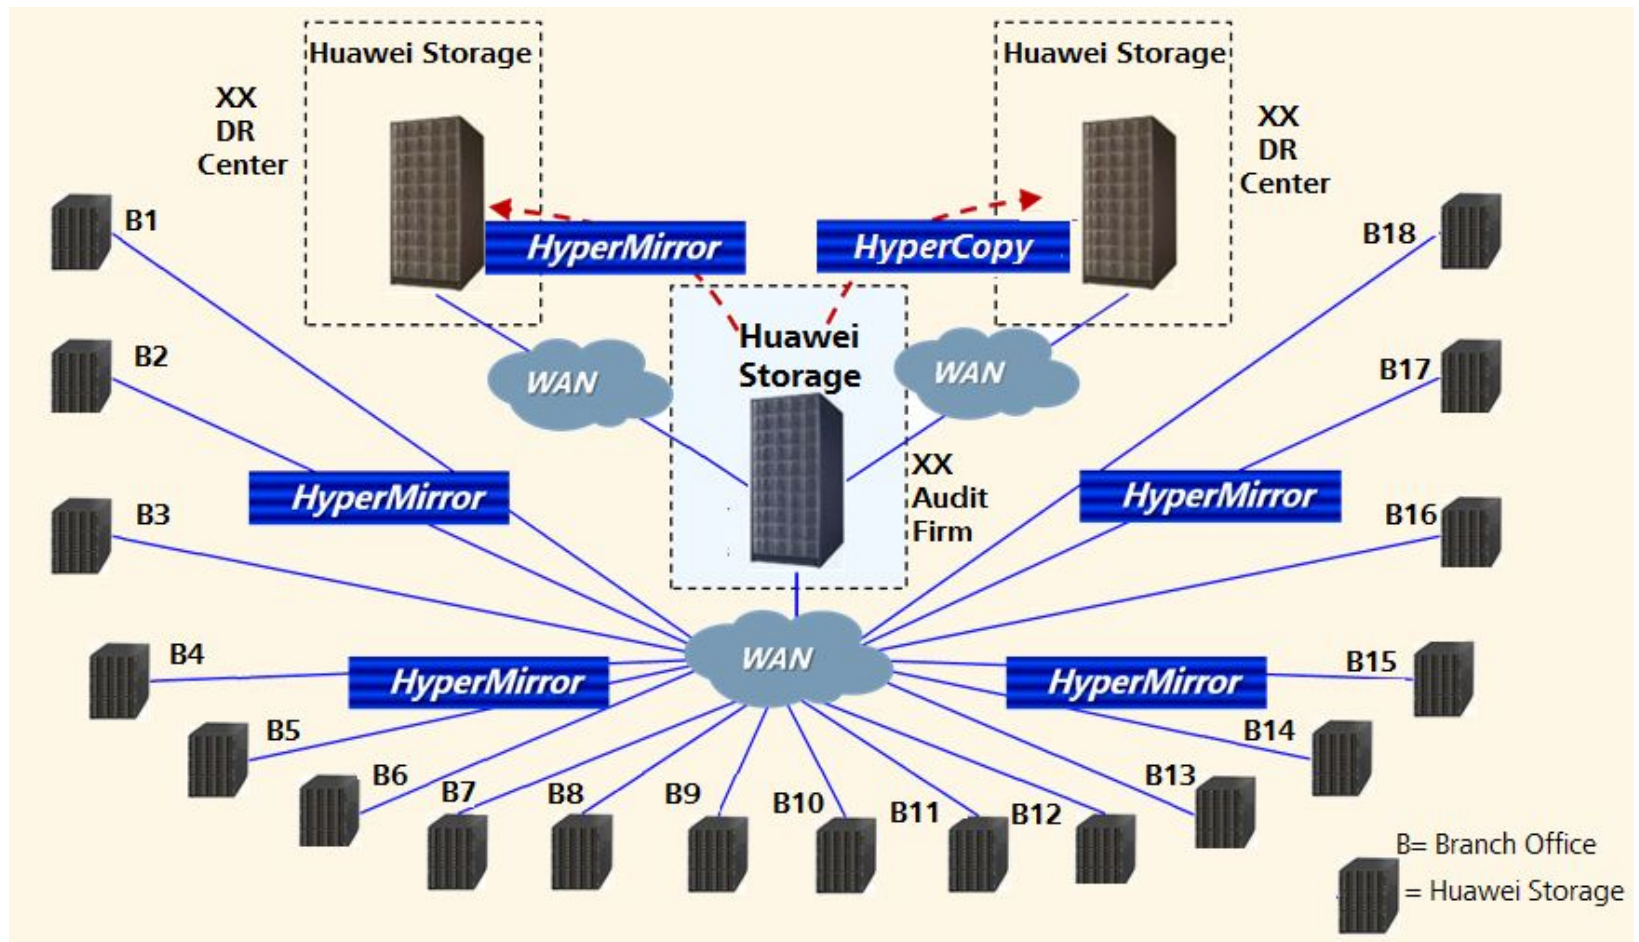 Huawei Storage
Huawei Storage
XX
DR
Center
XX
DR
Center
B1
HyperMirror
HyperCopy
B18
Huawei
Storage
B2
WAN
WAN
B17
XX
Audit
Firm
HyperMirror
HyperMirror
B3
B16
B4
HyperMirror
WAN
HyperMirror
B15
B5
B14
B6
B7
B8
B9
B10
B11
B12
B13
B= Branch Office
= Huawei Storage